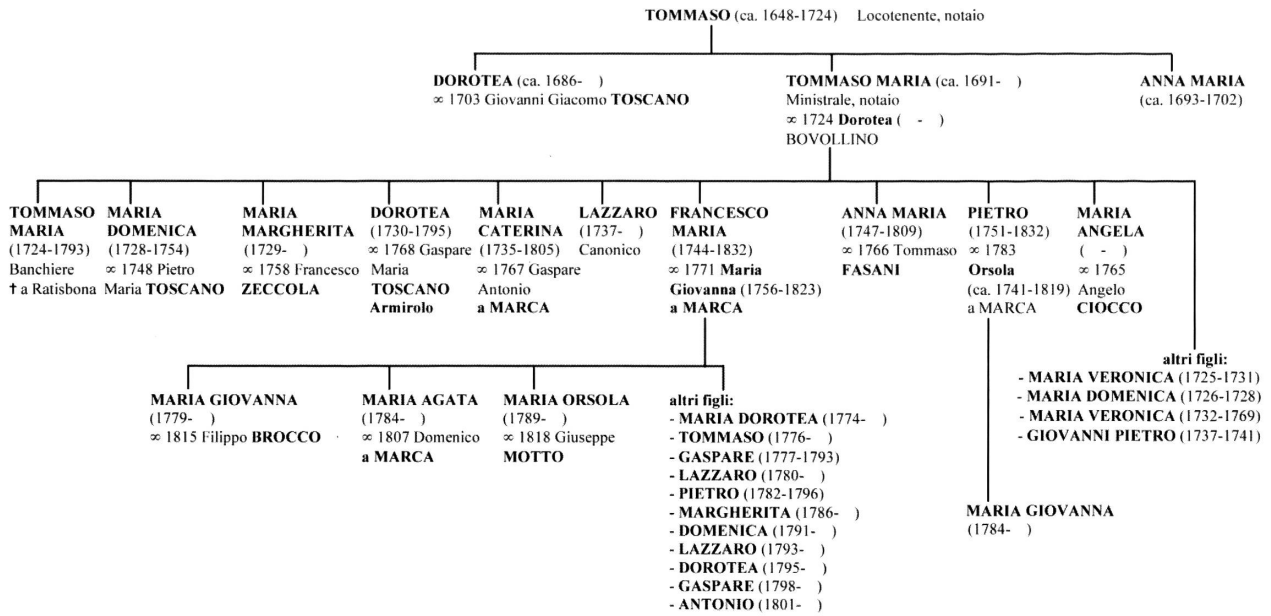 TOMMASO (ca. 1648-1724) Locotenente, notaio
DOROTEA (ca. 1686- )
∞ 1703 Giovanni Giacomo TOSCANO
TOMMASO MARIA (ca. 1691- )
Ministrale, notaio
∞ 1724 Dorotea ( - )
BOVOLLINO
ANNA MARIA
(ca. 1693-1702)
TOMMASO
MARIA
(1724-1793)
Banchiere
† a Ratisbona
MARIA
DOMENICA
(1728-1754)
∞ 1748 Pietro
Maria TOSCANO
MARIA
MARGHERITA
(1729- )
∞ 1758 Francesco
ZECCOLA
DOROTEA
(1730-1795)
∞ 1768 Gaspare
Maria
TOSCANO
Armirolo
MARIA
CATERINA
(1735-1805)
∞ 1767 Gaspare
Antonio
a MARCA
LAZZARO
(1737- )
Canonico
FRANCESCO
MARIA
(1744-1832)
∞ 1771 Maria
Giovanna (1756-1823)
a MARCA
ANNA MARIA
(1747-1809)
∞ 1766 Tommaso
FASANI
PIETRO
(1751-1832)
∞ 1783
Orsola
(ca. 1741-1819)
a MARCA
MARIA
ANGELA
( - )
∞ 1765
Angelo
CIOCCO
altri figli:
- MARIA VERONICA (1725-1731)
- MARIA DOMENICA (1726-1728)
- MARIA VERONICA (1732-1769)
- GIOVANNI PIETRO (1737-1741)
MARIA GIOVANNA
(1779- )
∞ 1815 Filippo BROCCO
MARIA AGATA
(1784- )
∞ 1807 Domenico
a MARCA
MARIA ORSOLA
(1789- )
∞ 1818 Giuseppe
MOTTO
altri figli:
- MARIA DOROTEA (1774- )
- TOMMASO (1776- )
- GASPARE (1777-1793)
- LAZZARO (1780- )
- PIETRO (1782-1796)
- MARGHERITA (1786- )
- DOMENICA (1791- )
- LAZZARO (1793- )
- DOROTEA (1795- )
- GASPARE (1798- )
- ANTONIO (1801- )
MARIA GIOVANNA
(1784- )